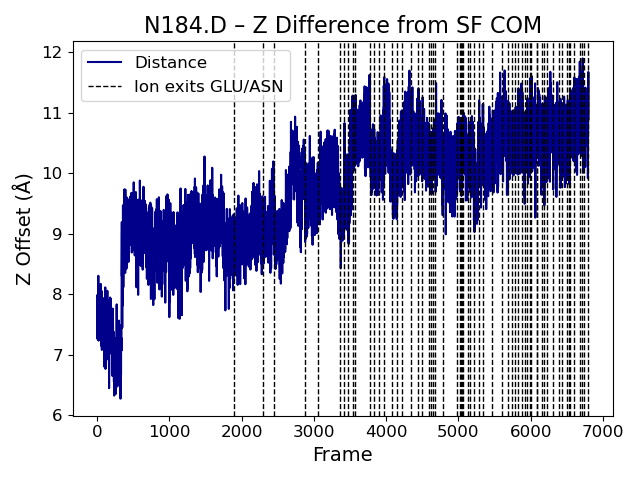 N184.D – Z Difference from SF COM
Distance
Ion exits GLU/ASN
Z Offset (Å)
12
11
10
9
8
7
6
0 1000 2000 3000 4000 5000 6000 7000
Frame